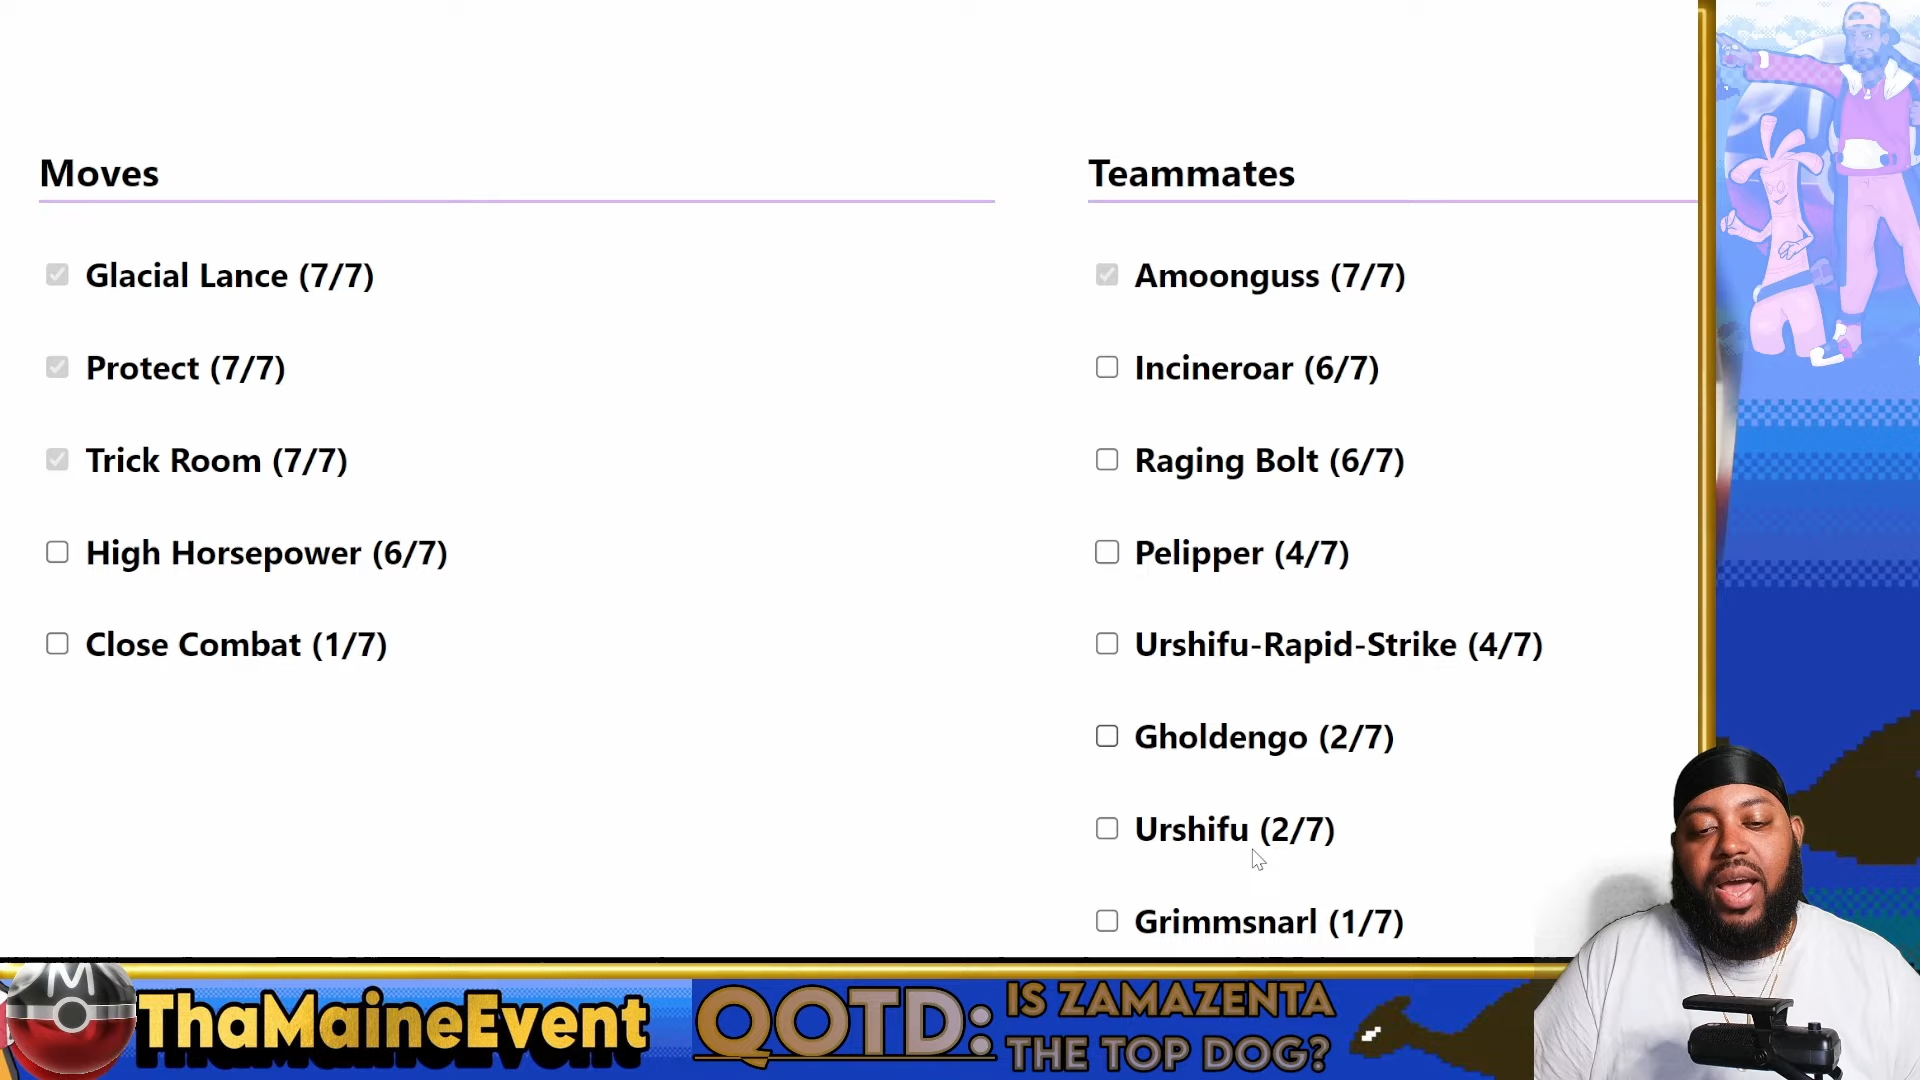 Moves
Glacial Lance (7/7)
Protect (7/7)
Trick Room (7/7)
High Horsepower (6/7)
Close Combat (1/7)
Teammates
Amoonguss (7/7)
Incineroar (6/7)
Raging Bolt (6/7)
Pelipper (4/7)
Urshifu-Rapid-Strike (4/7)
Gholdengo (2/7)
Urshifu (2/7)
Grimmsnarl (1/7)
M
ThaMaineEvent
QOTD:
IS ZAMAZENTA
THE TOP DOG?